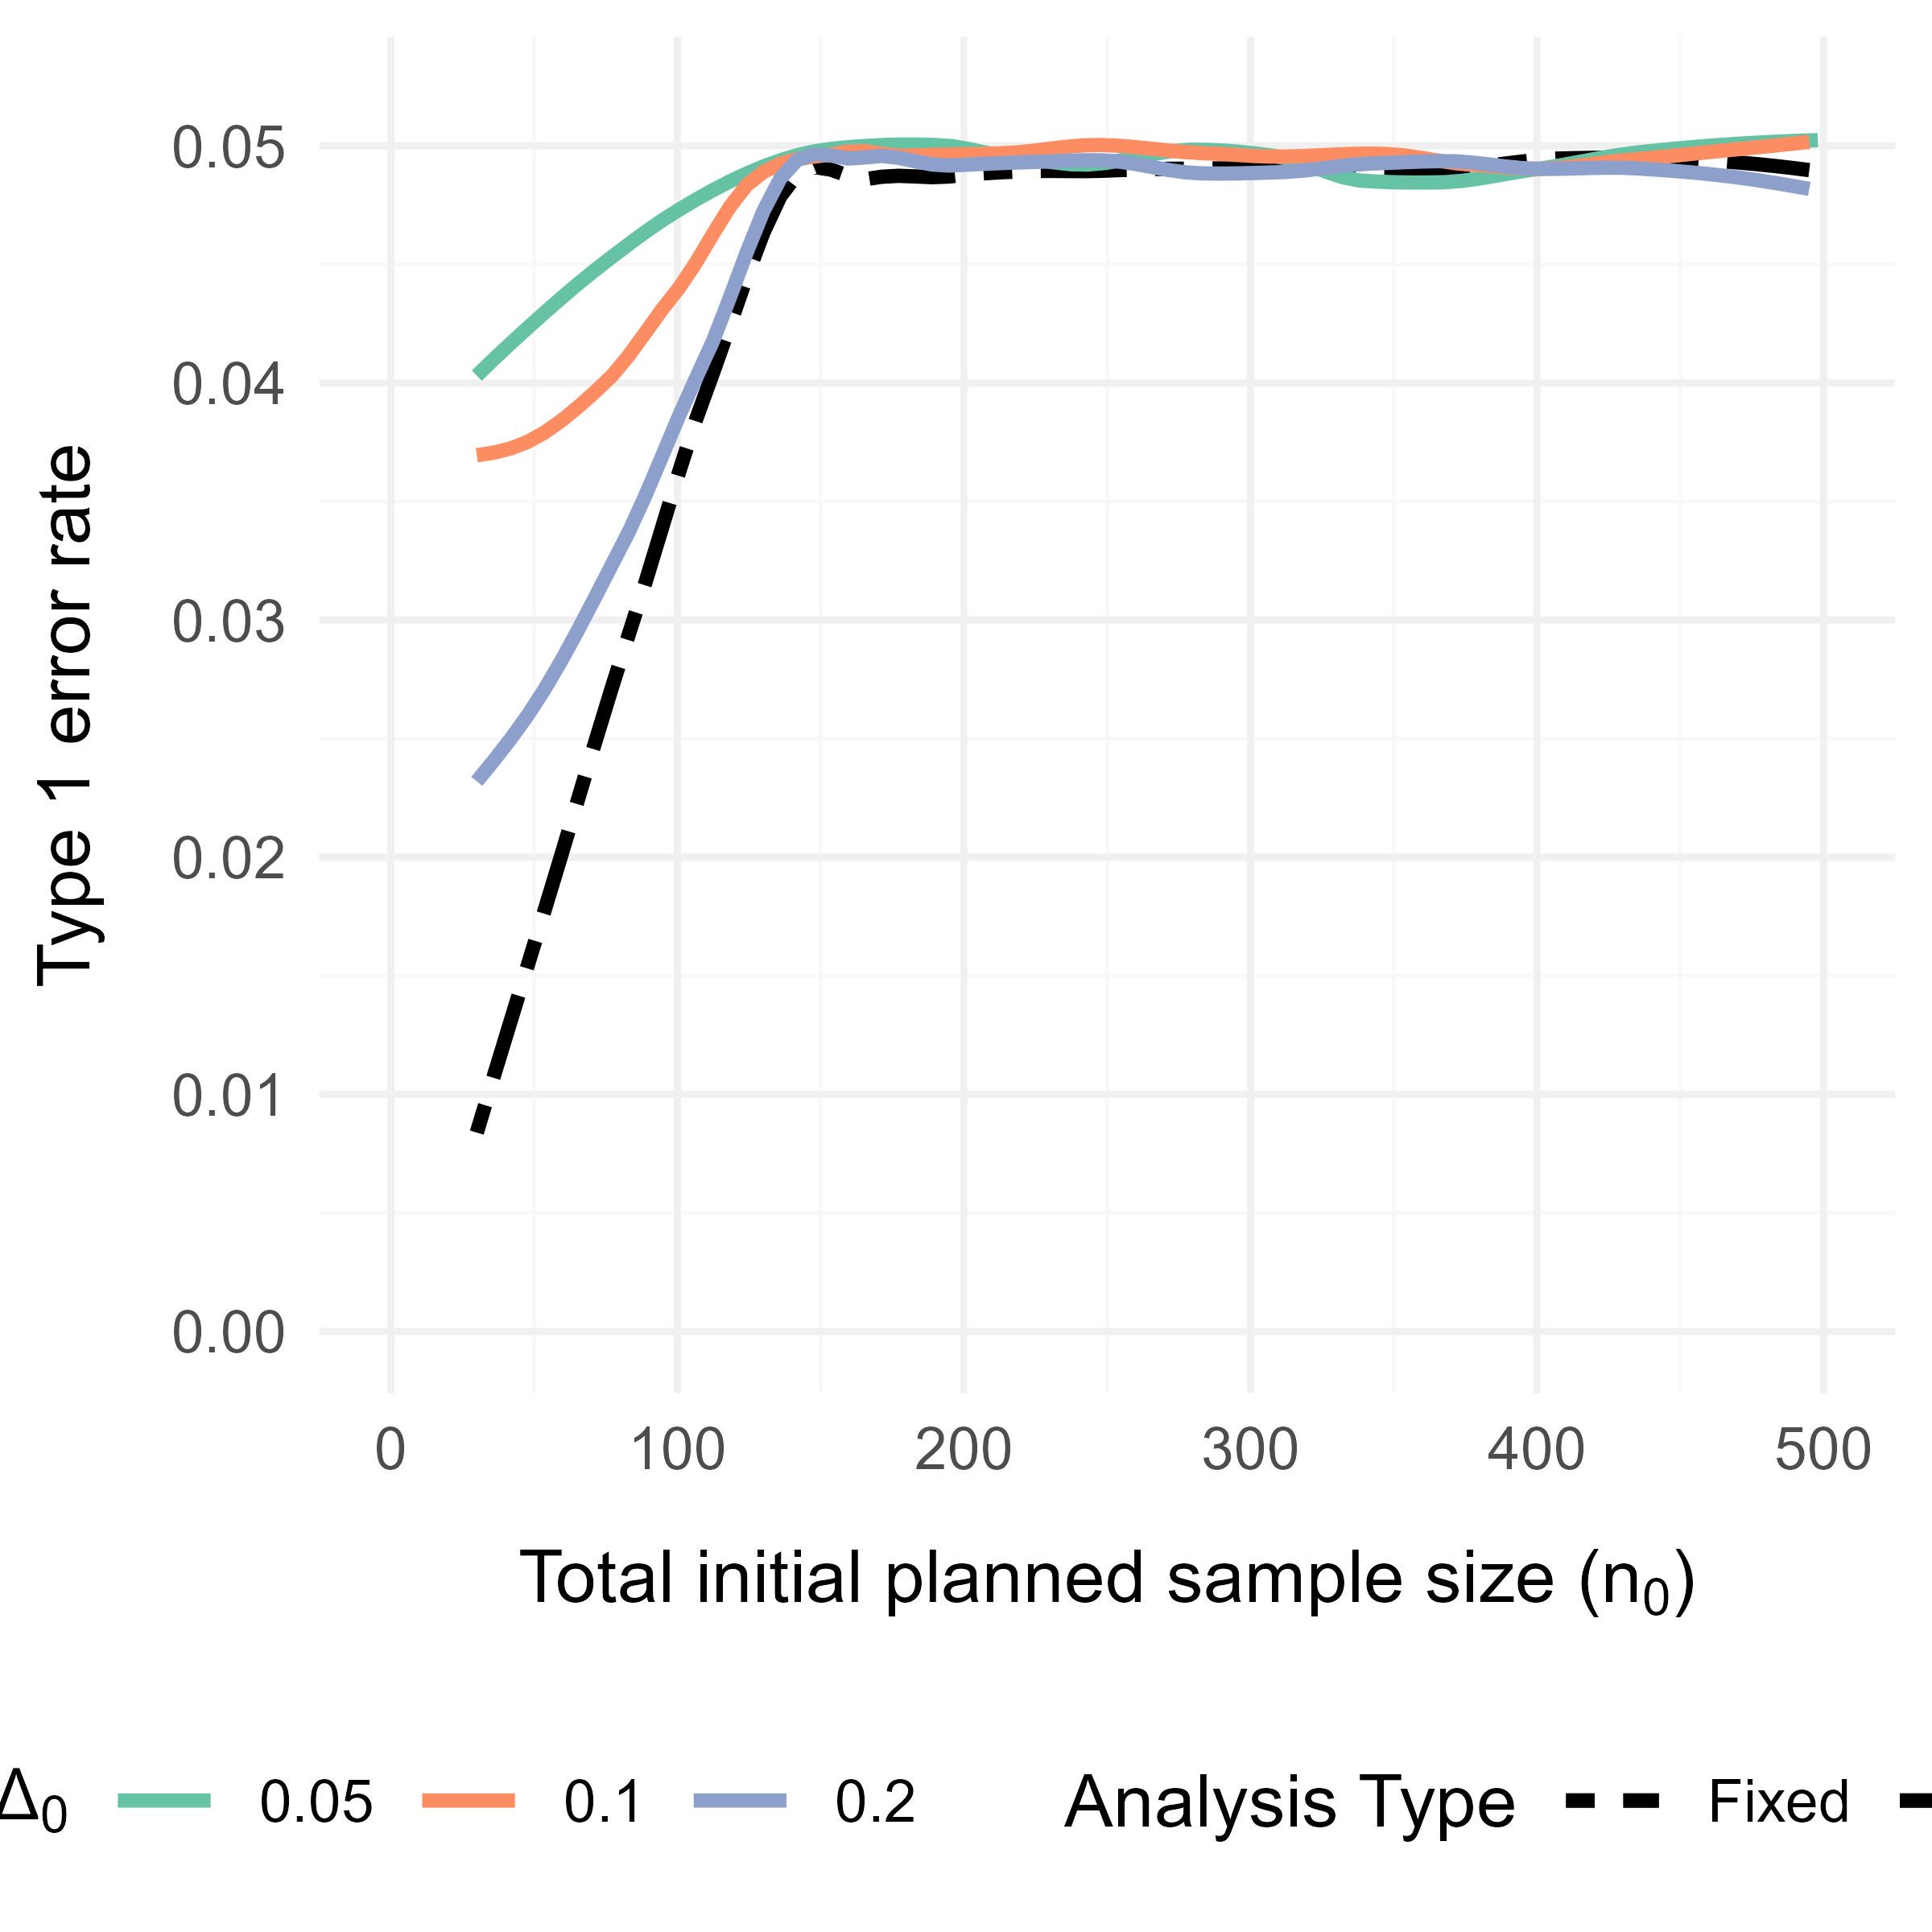 Type 1 error rate
0.05
0.04
0.03
0.02
0.01
0.00
0 100 200 300 400 500
Total initial planned sample size (n₀)
Δ₀ 0.05 0.1 0.2 Analysis Type Fixed